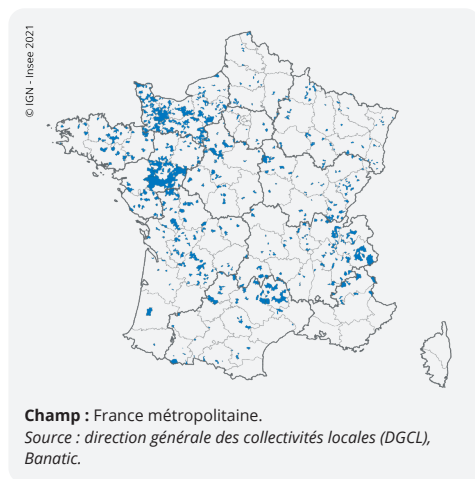 © IGN - Insee 2021
Champ : France métropolitaine.
Source : direction générale des collectivités locales (DGCL),
Banatic.